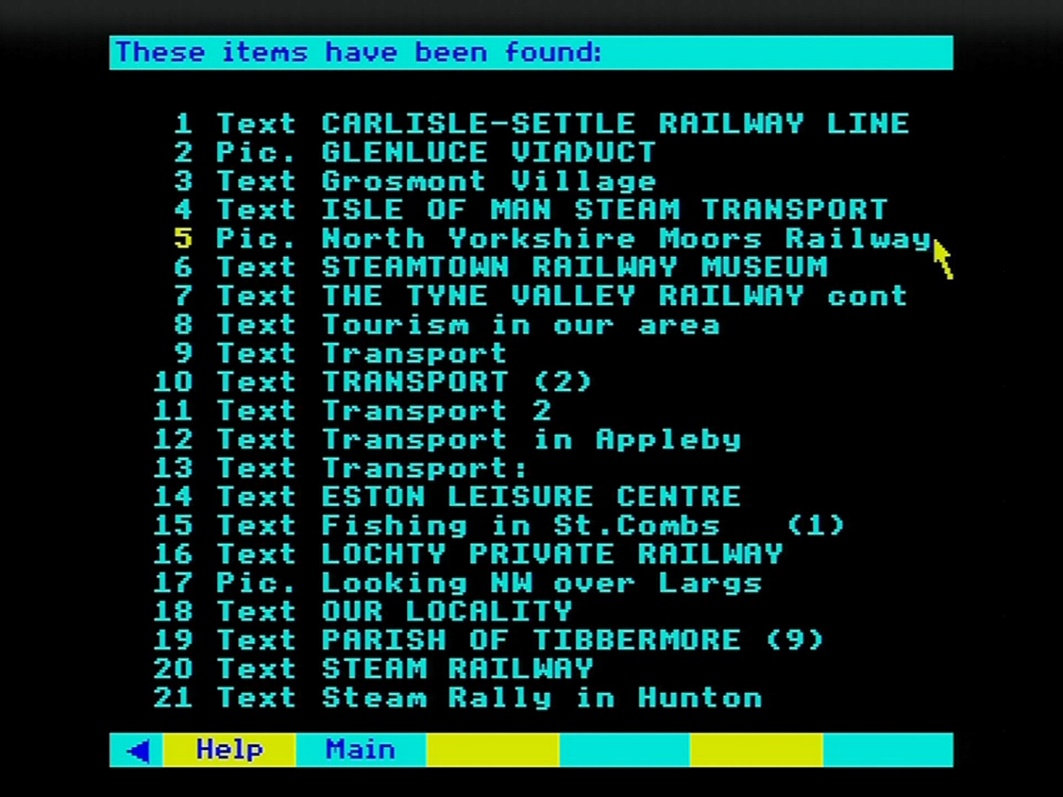 These items have been found:
1 Text CARLISLE-SETTLE RAILWAY LINE
2 Pic. GLENLUCE VIADUCT
3 Text Grosmont Village
4 Text ISLE OF MAN STEAM TRANSPORT
5 Pic. North Yorkshire Moors Railway
6 Text STEAMTOWN RAILWAY MUSEUM
7 Text THE TYNE VALLEY RAILWAY cont
8 Text Tourism in our area
9 Text Transport
10 Text TRANSPORT (2)
11 Text Transport 2
12 Text Transport in Appleby
13 Text Transport:
14 Text ESTON LEISURE CENTRE
15 Text Fishing in St.Combs (1)
16 Text LOCHTY PRIVATE RAILWAY
17 Pic. Looking NW over Largs
18 Text OUR LOCALITY
19 Text PARISH OF TIBBERMORE (9)
20 Text STEAM RAILWAY
21 Text Steam Rally in Hunton
Help Main